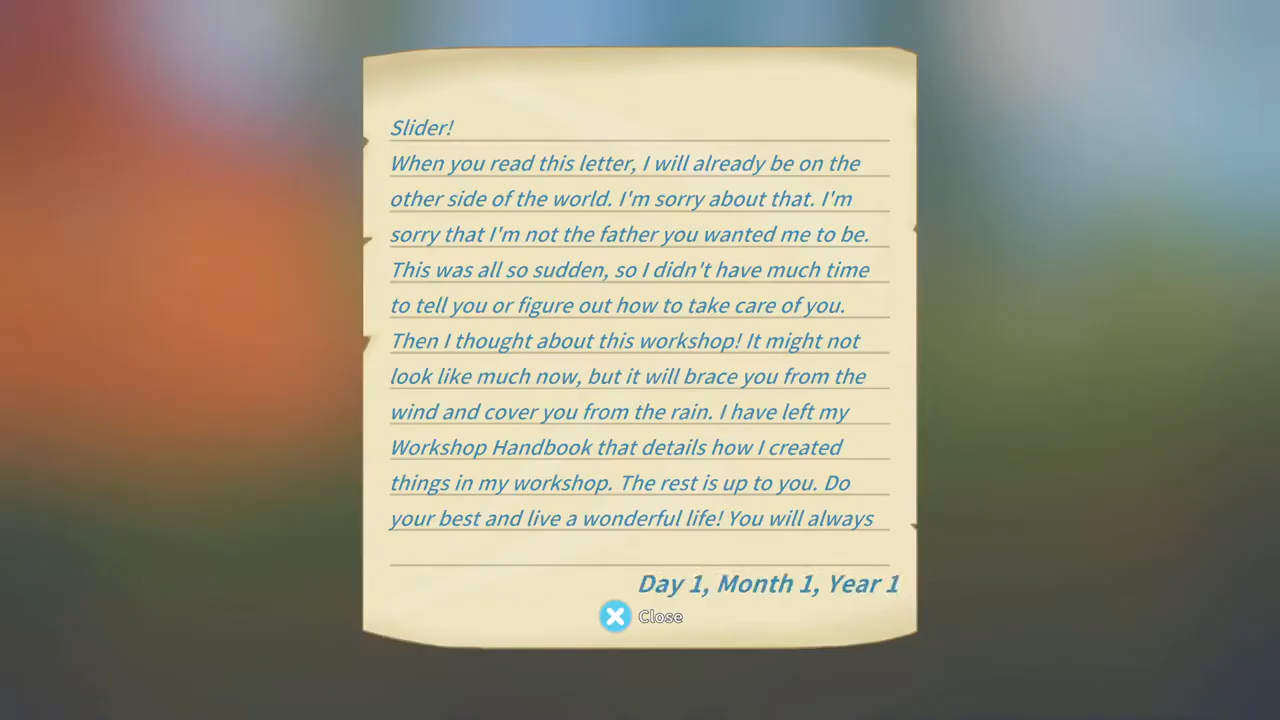 Slider!
When you read this letter, I will already be on the
other side of the world. I'm sorry about that. I'm
sorry that I'm not the father you wanted me to be.
This was all so sudden, so I didn't have much time
to tell you or figure out how to take care of you.
Then I thought about this workshop! It might not
look like much now, but it will brace you from the
wind and cover you from the rain. I have left my
Workshop Handbook that details how I created
things in my workshop. The rest is up to you. Do
your best and live a wonderful life! You will always
Day 1, Month 1, Year 1
Close